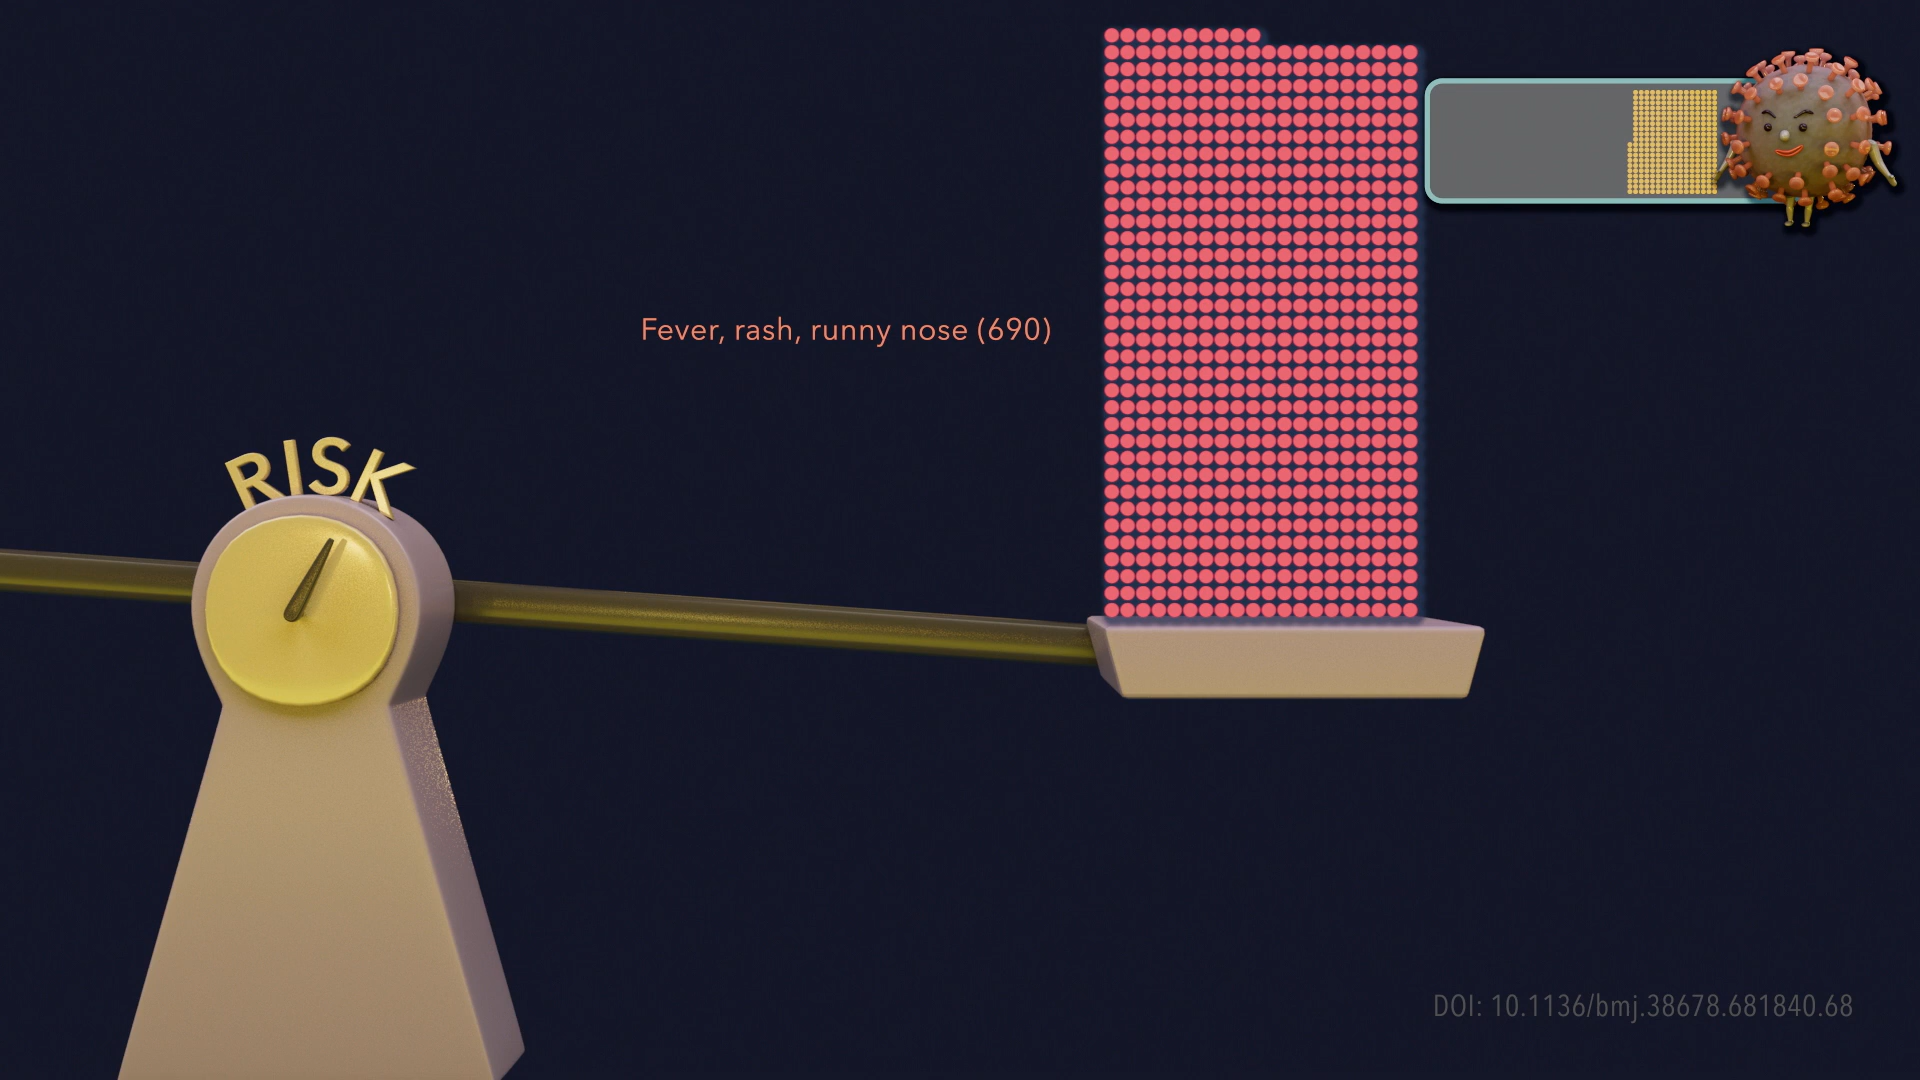 Fever, rash, runny nose (690)
RISK
DOI: 10.1136/bmj.38678.681840.68